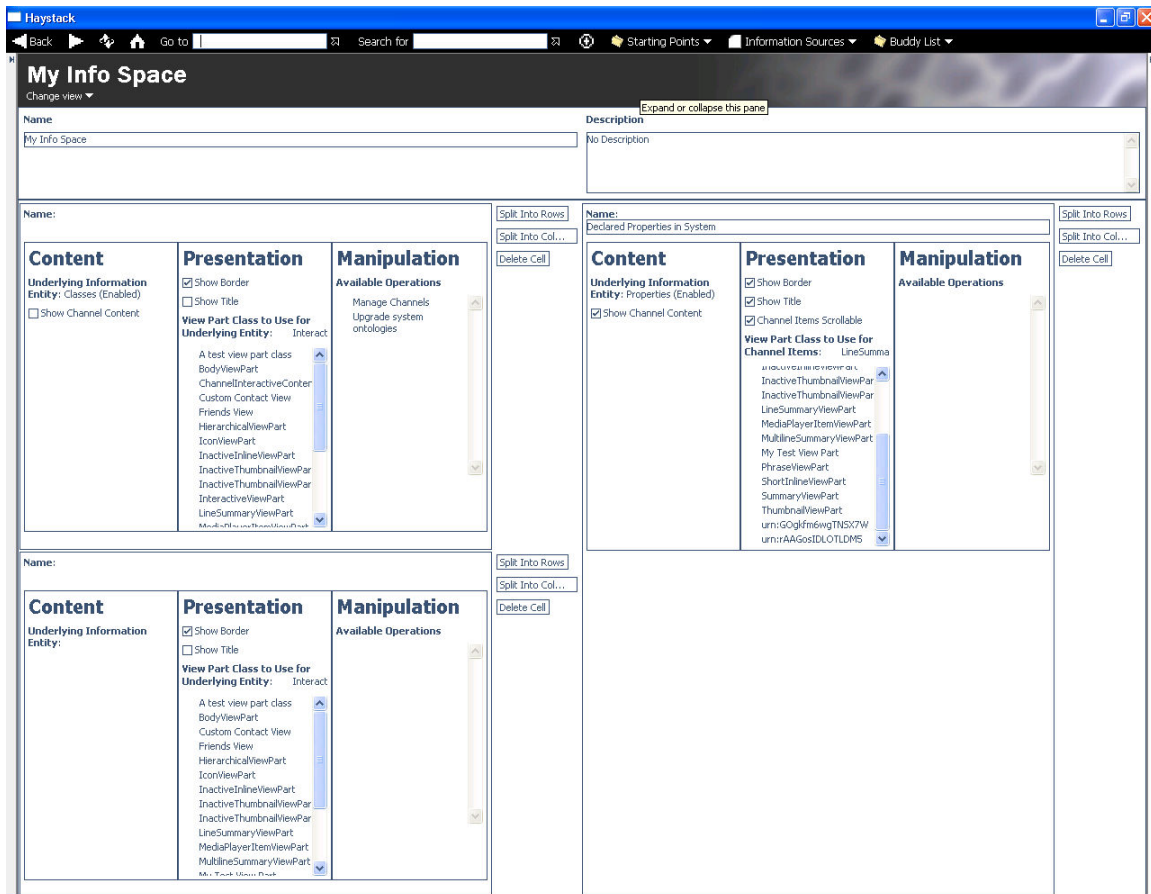 Haystack
Back Go to Search for Starting Points Information Sources Buddy List
My Info Space
Change view
Expand or collapse this pane
Name
My Info Space
Description
No Description
Name:
Split Into Rows
Split Into Col...
Delete Cell
Content
Underlying Information
Entity: Classes (Enabled)
Show Channel Content
Presentation
Show Border
Show Title
View Part Class to Use for
Underlying Entity: Interact
A test view part class
BodyViewPart
ChannelInteractiveConter
Custom Contact View
Friends View
HierarchicalViewPart
IconViewPart
InactiveInlineViewPart
InactiveThumbnailViewPar
InactiveThumbnailViewPar
InteractiveViewPart
LineSummaryViewPart
MediaPlayerItemViewPart
Manipulation
Available Operations
Manage Channels
Upgrade system
ontologies
Name:
Declared Properties in System
Split Into Rows
Split Into Col...
Delete Cell
Content
Underlying Information
Entity: Properties (Enabled)
Show Channel Content
Presentation
Show Border
Show Title
Channel Items Scrollable
View Part Class to Use for
Channel Items: LineSumma
InactiveInlineViewPart
InactiveThumbnailViewPar
InactiveThumbnailViewPar
LineSummaryViewPart
MediaPlayerItemViewPart
MultilineSummaryViewPart
My Test View Part
PhraseViewPart
ShortInlineViewPart
SummaryViewPart
ThumbnailViewPart
urn:GOgkfm6wgTNSX7W
urn:rAAGosIDLOTLDM5
Manipulation
Available Operations
Name:
Split Into Rows
Split Into Col...
Delete Cell
Content
Underlying Information
Entity:
Presentation
Show Border
Show Title
View Part Class to Use for
Underlying Entity: Interact
A test view part class
BodyViewPart
Custom Contact View
Friends View
HierarchicalViewPart
IconViewPart
InactiveInlineViewPart
InactiveThumbnailViewPar
InactiveThumbnailViewPar
LineSummaryViewPart
MediaPlayerItemViewPart
MultilineSummaryViewPart
My Test View Part
Manipulation
Available Operations